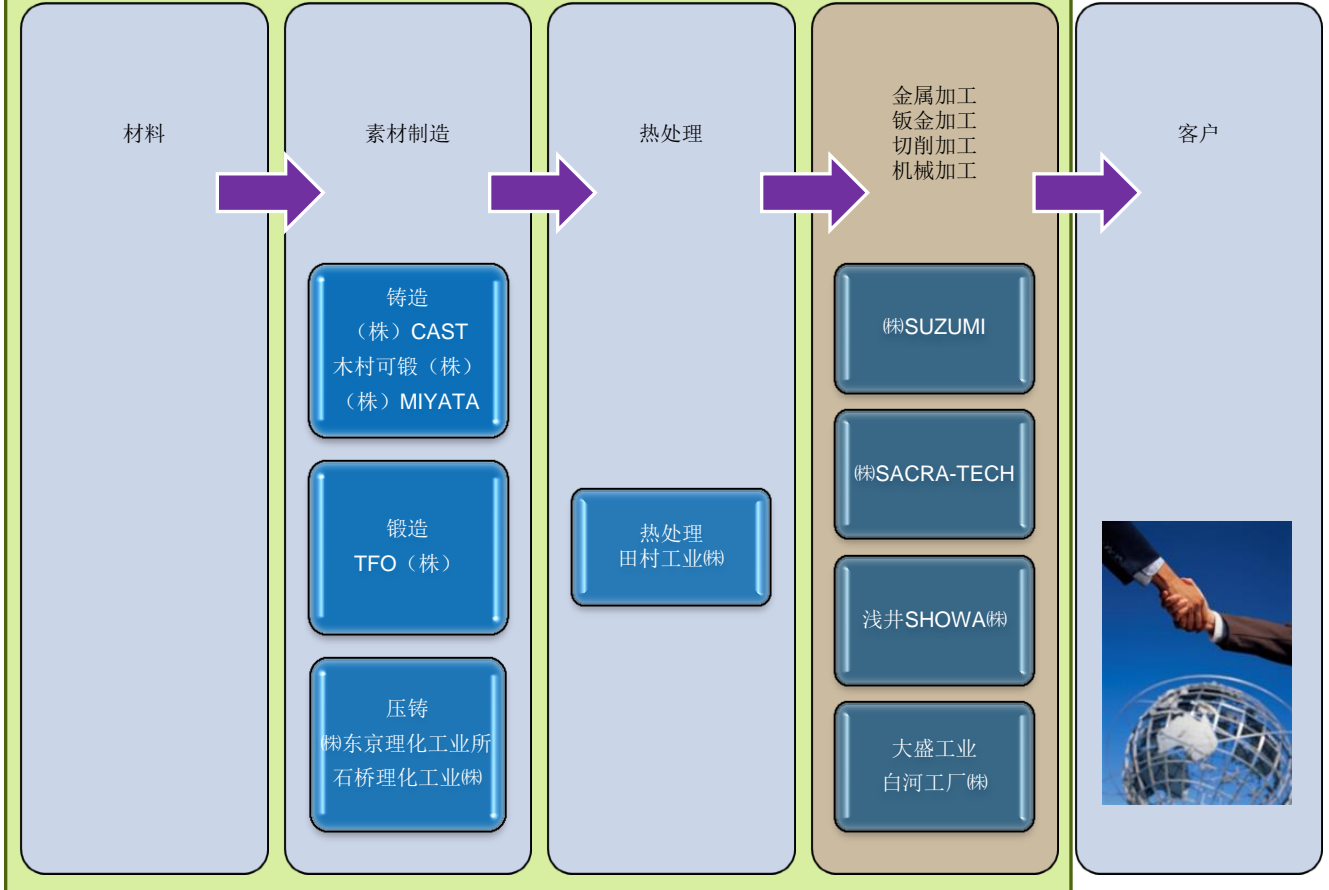 材料
素材制造
铸造
（株）CAST
木村可锻（株）
（株）MIYATA
锻造
TFO（株）
压铸
㈱东京理化工业所
石桥理化工业㈱
热处理
热处理
田村工业㈱
金属加工
钣金加工
切削加工
机械加工
㈱SUZUMI
㈱SACRA-TECH
浅井SHOWA㈱
大盛工业
白河工厂㈱
客户